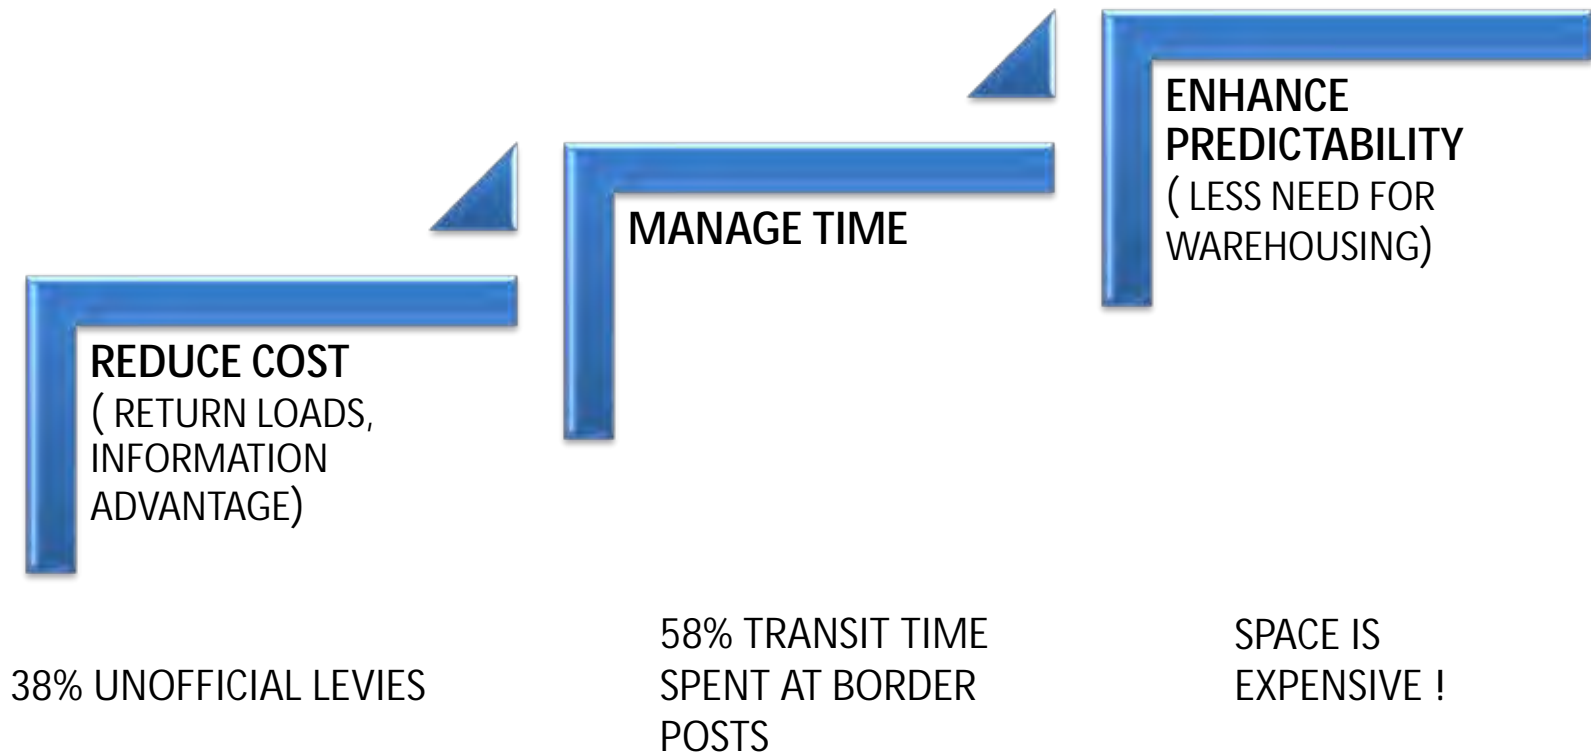 REDUCE COST
( RETURN LOADS,
INFORMATION
ADVANTAGE)
MANAGE TIME
ENHANCE
PREDICTABILITY
( LESS NEED FOR
WAREHOUSING)
38% UNOFFICIAL LEVIES
58% TRANSIT TIME
SPENT AT BORDER
POSTS
SPACE IS
EXPENSIVE !